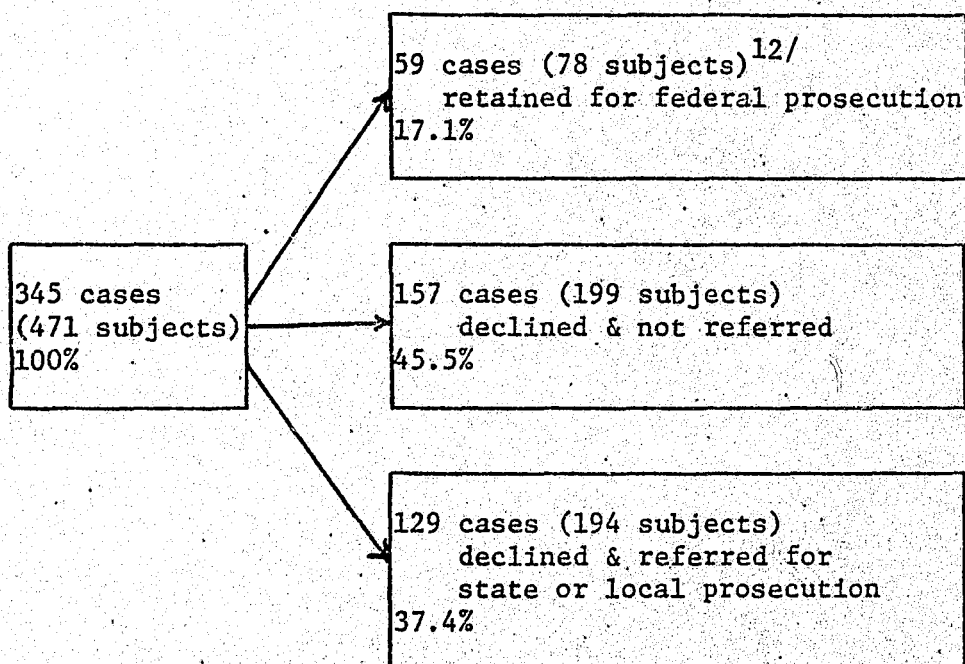 59 cases (78 subjects)12/
retained for federal prosecution
17.1%
345 cases
(471 subjects)
100%
157 cases (199 subjects)
declined & not referred
45.5%
129 cases (194 subjects)
declined & referred for
state or local prosecution
37.4%